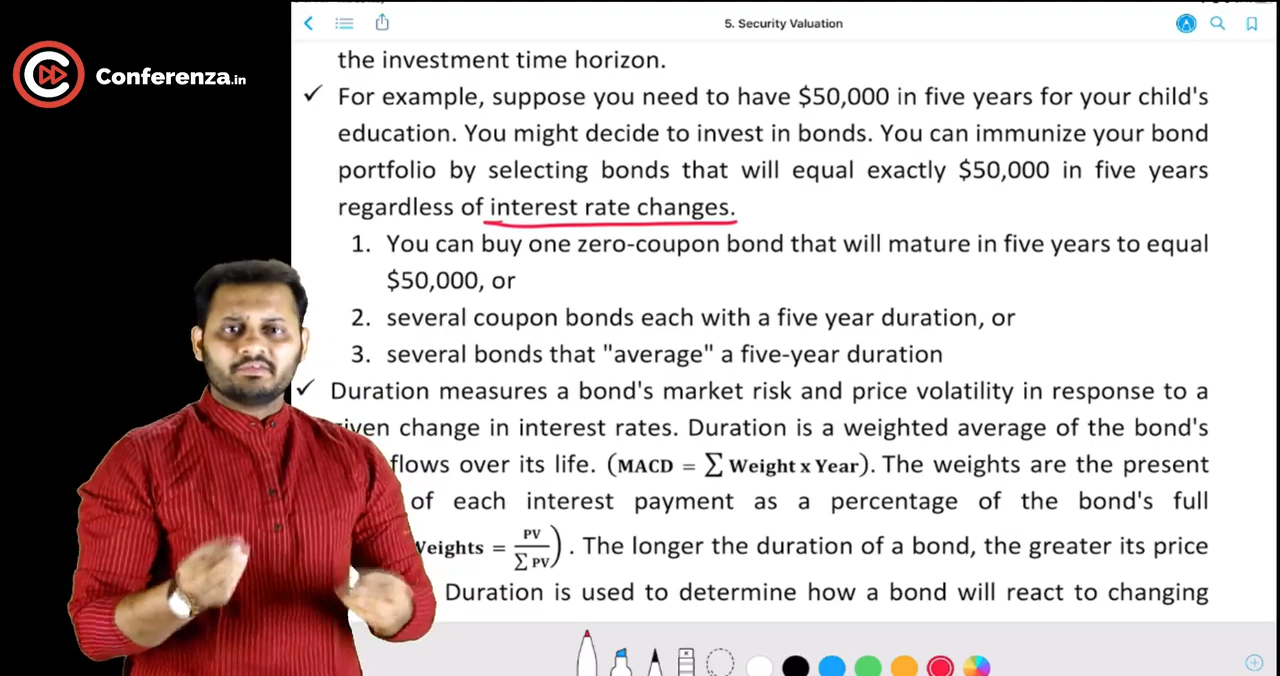 5. Security Valuation
Conferenza.in
the investment time horizon.
✓ For example, suppose you need to have $50,000 in five years for your child's
education. You might decide to invest in bonds. You can immunize your bond
portfolio by selecting bonds that will equal exactly $50,000 in five years
regardless of interest rate changes.
1. You can buy one zero-coupon bond that will mature in five years to equal
$50,000, or
2. several coupon bonds each with a five year duration, or
3. several bonds that "average" a five-year duration
✓ Duration measures a bond's market risk and price volatility in response to a
given change in interest rates. Duration is a weighted average of the bond's
flows over its life. (MACD = ∑ Weight x Year). The weights are the present
of each interest payment as a percentage of the bond's full
Weights = PV / ∑ PV). The longer the duration of a bond, the greater its price
Duration is used to determine how a bond will react to changing